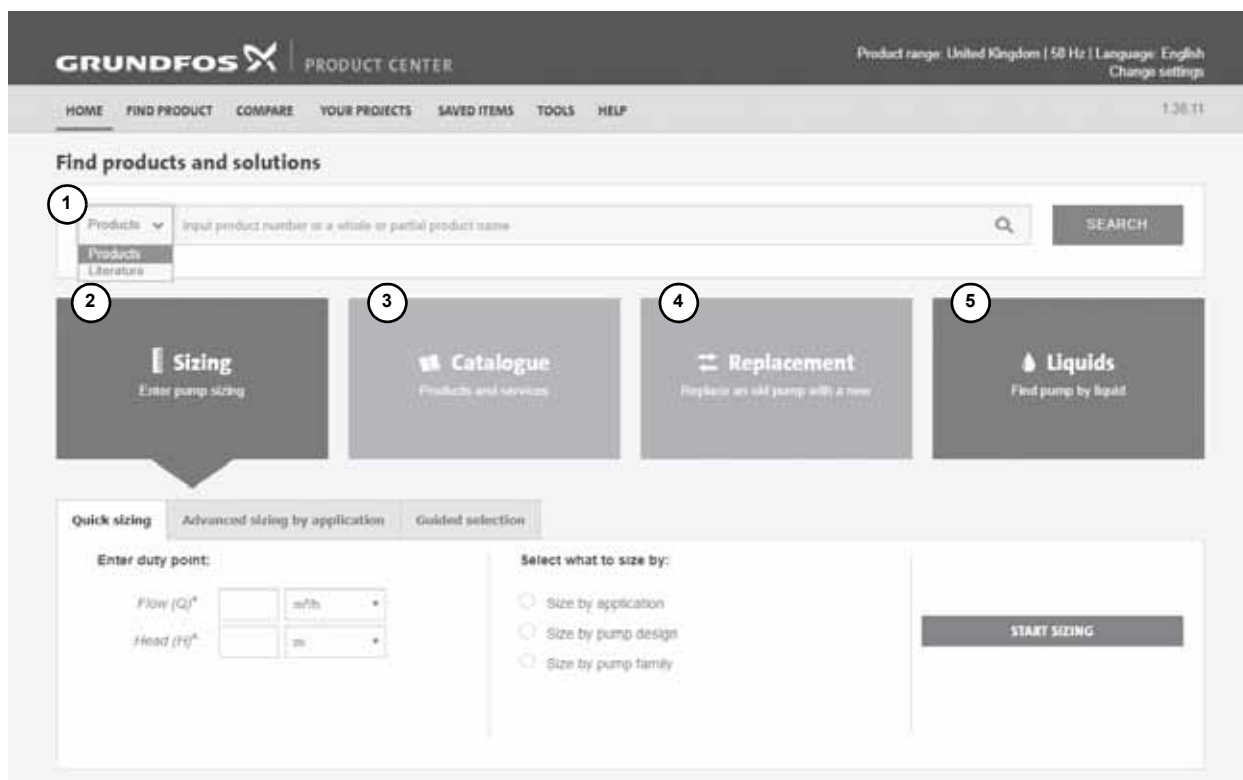 GRUNDFOS PRODUCT CENTER
Product range: United Kingdom | 50 Hz | Language: English
Change settings
HOME FIND PRODUCT COMPARE YOUR PROJECTS SAVED ITEMS TOOLS HELP
1.36.11
Find products and solutions
1
Products
Input product number or a whole or partial product name
SEARCH
Products
Literature
2
Sizing
Enter pump sizing
3
Catalogue
Products and services
4
Replacement
Replace an old pump with a new
5
Liquids
Find pump by liquid
Quick sizing Advanced sizing by application Guided selection
Enter duty point:
Flow (Q)* m³/h
Head (H)* m
Select what to size by:
Size by application
Size by pump design
Size by pump family
START SIZING